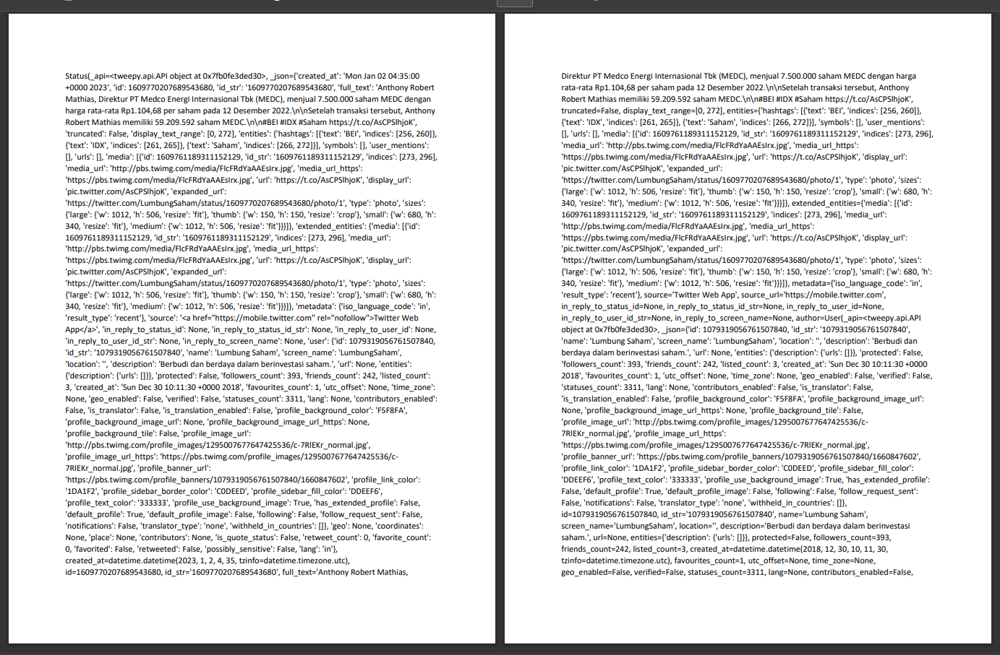 Status(_api=<tweepy.api.API object at 0x7fb0fe3ded30>, _json={'created_at': 'Mon Jan 02 04:35:00
+0000 2023', 'id': 1609770207689543680, 'id_str': '1609770207689543680', 'full_text': 'Anthony Robert
Mathias, Direktur PT Medco Energi Internasional Tbk (MEDC), menjual 7.500.000 saham MEDC dengan
harga rata-rata Rp1.104,68 per saham pada 12 Desember 2022.\n\nSetelah transaksi tersebut, Anthony
Robert Mathias memiliki 59.209.592 saham MEDC.\n\n#BEI #IDX #Saham https://t.co/AsCPSlhjoK',
'truncated': False, 'display_text_range': [0, 272], 'entities': {'hashtags': [{'text': 'BEI', 'indices': [256, 260]},
{'text': 'IDX', 'indices': [261, 265]}, {'text': 'Saham', 'indices': [266, 272]}], 'symbols': [], 'user_mentions':
[], 'urls': [], 'media': [{'id': 1609761189311152129, 'id_str': '1609761189311152129', 'indices': [273, 296],
'media_url': 'http://pbs.twimg.com/media/FlcFRdYaAAEsIrx.jpg', 'media_url_https':
'https://pbs.twimg.com/media/FlcFRdYaAAEsIrx.jpg', 'url': 'https://t.co/AsCPSlhjoK', 'display_url':
'pic.twitter.com/AsCPSlhjoK', 'expanded_url':
'https://twitter.com/LumbungSaham/status/1609770207689543680/photo/1', 'type': 'photo', 'sizes':
{'large': {'w': 1012, 'h': 506, 'resize': 'fit'}, 'thumb': {'w': 150, 'h': 150, 'resize': 'crop'}, 'small': {'w': 680, 'h':
340, 'resize': 'fit'}, 'medium': {'w': 1012, 'h': 506, 'resize': 'fit'}}}]}, 'extended_entities': {'media': [{'id':
1609761189311152129, 'id_str': '1609761189311152129', 'indices': [273, 296], 'media_url':
'http://pbs.twimg.com/media/FlcFRdYaAAEsIrx.jpg', 'media_url_https':
'https://pbs.twimg.com/media/FlcFRdYaAAEsIrx.jpg', 'url': 'https://t.co/AsCPSlhjoK', 'display_url':
'pic.twitter.com/AsCPSlhjoK', 'expanded_url':
'https://twitter.com/LumbungSaham/status/1609770207689543680/photo/1', 'type': 'photo', 'sizes':
{'large': {'w': 1012, 'h': 506, 'resize': 'fit'}, 'thumb': {'w': 150, 'h': 150, 'resize': 'crop'}, 'small': {'w': 680, 'h':
340, 'resize': 'fit'}, 'medium': {'w': 1012, 'h': 506, 'resize': 'fit'}}}]}, 'metadata': {'iso_language_code': 'in',
'result_type': 'recent'}, 'source': '<a href="https://mobile.twitter.com" rel="nofollow">Twitter Web
App</a>', 'in_reply_to_status_id': None, 'in_reply_to_status_id_str': None, 'in_reply_to_user_id': None,
'in_reply_to_user_id_str': None, 'in_reply_to_screen_name': None, 'user': {'id': 1079319056761507840,
'id_str': '1079319056761507840', 'name': 'Lumbung Saham', 'screen_name': 'LumbungSaham',
'location': '', 'description': 'Berbudi dan berdaya dalam berinvestasi saham.', 'url': None, 'entities':
{'description': {'urls': []}}, 'protected': False, 'followers_count': 393, 'friends_count': 242, 'listed_count':
3, 'created_at': 'Sun Dec 30 10:11:30 +0000 2018', 'favourites_count': 1, 'utc_offset': None, 'time_zone':
None, 'geo_enabled': False, 'verified': False, 'statuses_count': 3311, 'lang': None, 'contributors_enabled':
False, 'is_translator': False, 'is_translation_enabled': False, 'profile_background_color': 'F5F8FA',
'profile_background_image_url': None, 'profile_background_image_url_https': None,
'profile_background_tile': False, 'profile_image_url':
'http://pbs.twimg.com/profile_images/1295007677647425536/c-7RlEKr_normal.jpg',
'profile_image_url_https': 'https://pbs.twimg.com/profile_images/1295007677647425536/c-
7RlEKr_normal.jpg', 'profile_banner_url':
'https://pbs.twimg.com/profile_banners/1079319056761507840/1660847602', 'profile_link_color':
'1DA1F2', 'profile_sidebar_border_color': 'C0DEED', 'profile_sidebar_fill_color': 'DDEEF6',
'profile_text_color': '333333', 'profile_use_background_image': True, 'has_extended_profile': False,
'default_profile': True, 'default_profile_image': False, 'following': False, 'follow_request_sent': False,
'notifications': False, 'translator_type': 'none', 'withheld_in_countries': []}, 'geo': None, 'coordinates':
None, 'place': None, 'contributors': None, 'is_quote_status': False, 'retweet_count': 0, 'favorite_count':
0, 'favorited': False, 'retweeted': False, 'possibly_sensitive': False, 'lang': 'in'},
created_at=datetime.datetime(2023, 1, 2, 4, 35, tzinfo=datetime.timezone.utc),
id=1609770207689543680, id_str='1609770207689543680', full_text='Anthony Robert Mathias,
Direktur PT Medco Energi Internasional Tbk (MEDC), menjual 7.500.000 saham MEDC dengan harga
rata-rata Rp1.104,68 per saham pada 12 Desember 2022.\n\nSetelah transaksi tersebut, Anthony
Robert Mathias memiliki 59.209.592 saham MEDC.\n\n#BEI #IDX #Saham https://t.co/AsCPSlhjoK',
truncated=False, display_text_range=[0, 272], entities={'hashtags': [{'text': 'BEI', 'indices': [256, 260]},
{'text': 'IDX', 'indices': [261, 265]}, {'text': 'Saham', 'indices': [266, 272]}], 'symbols': [], 'user_mentions':
[], 'urls': [], 'media': [{'id': 1609761189311152129, 'id_str': '1609761189311152129', 'indices': [273, 296],
'media_url': 'http://pbs.twimg.com/media/FlcFRdYaAAEsIrx.jpg', 'media_url_https':
'https://pbs.twimg.com/media/FlcFRdYaAAEsIrx.jpg', 'url': 'https://t.co/AsCPSlhjoK', 'display_url':
'pic.twitter.com/AsCPSlhjoK', 'expanded_url':
'https://twitter.com/LumbungSaham/status/1609770207689543680/photo/1', 'type': 'photo', 'sizes':
{'large': {'w': 1012, 'h': 506, 'resize': 'fit'}, 'thumb': {'w': 150, 'h': 150, 'resize': 'crop'}, 'small': {'w': 680, 'h':
340, 'resize': 'fit'}, 'medium': {'w': 1012, 'h': 506, 'resize': 'fit'}}}]}, extended_entities={'media': [{'id':
1609761189311152129, 'id_str': '1609761189311152129', 'indices': [273, 296], 'media_url':
'http://pbs.twimg.com/media/FlcFRdYaAAEsIrx.jpg', 'media_url_https':
'https://pbs.twimg.com/media/FlcFRdYaAAEsIrx.jpg', 'url': 'https://t.co/AsCPSlhjoK', 'display_url':
'pic.twitter.com/AsCPSlhjoK', 'expanded_url':
'https://twitter.com/LumbungSaham/status/1609770207689543680/photo/1', 'type': 'photo', 'sizes':
{'large': {'w': 1012, 'h': 506, 'resize': 'fit'}, 'thumb': {'w': 150, 'h': 150, 'resize': 'crop'}, 'small': {'w': 680, 'h':
340, 'resize': 'fit'}, 'medium': {'w': 1012, 'h': 506, 'resize': 'fit'}}}]}, metadata={'iso_language_code': 'in',
'result_type': 'recent'}, source='Twitter Web App', source_url='https://mobile.twitter.com',
in_reply_to_status_id=None, in_reply_to_status_id_str=None, in_reply_to_user_id=None,
in_reply_to_user_id_str=None, in_reply_to_screen_name=None, author=User(_api=<tweepy.api.API
object at 0x7fb0fe3ded30>, _json={'id': 1079319056761507840, 'id_str': '1079319056761507840',
'name': 'Lumbung Saham', 'screen_name': 'LumbungSaham', 'location': '', 'description': 'Berbudi dan
berdaya dalam berinvestasi saham.', 'url': None, 'entities': {'description': {'urls': []}}, 'protected': False,
'followers_count': 393, 'friends_count': 242, 'listed_count': 3, 'created_at': 'Sun Dec 30 10:11:30 +0000
2018', 'favourites_count': 1, 'utc_offset': None, 'time_zone': None, 'geo_enabled': False, 'verified': False,
'statuses_count': 3311, 'lang': None, 'contributors_enabled': False, 'is_translator': False,
'is_translation_enabled': False, 'profile_background_color': 'F5F8FA', 'profile_background_image_url':
None, 'profile_background_image_url_https': None, 'profile_background_tile': False,
'profile_image_url': 'http://pbs.twimg.com/profile_images/1295007677647425536/c-
7RlEKr_normal.jpg', 'profile_image_url_https':
'https://pbs.twimg.com/profile_images/1295007677647425536/c-7RlEKr_normal.jpg',
'profile_banner_url': 'https://pbs.twimg.com/profile_banners/1079319056761507840/1660847602',
'profile_link_color': '1DA1F2', 'profile_sidebar_border_color': 'C0DEED', 'profile_sidebar_fill_color':
'DDEEF6', 'profile_text_color': '333333', 'profile_use_background_image': True, 'has_extended_profile':
False, 'default_profile': True, 'default_profile_image': False, 'following': False, 'follow_request_sent':
False, 'notifications': False, 'translator_type': 'none', 'withheld_in_countries': []},
id=1079319056761507840, id_str='1079319056761507840', name='Lumbung Saham',
screen_name='LumbungSaham', location='', description='Berbudi dan berdaya dalam berinvestasi
saham.', url=None, entities={'description': {'urls': []}}, protected=False, followers_count=393,
friends_count=242, listed_count=3, created_at=datetime.datetime(2018, 12, 30, 10, 11, 30,
tzinfo=datetime.timezone.utc), favourites_count=1, utc_offset=None, time_zone=None,
geo_enabled=False, verified=False, statuses_count=3311, lang=None, contributors_enabled=False,